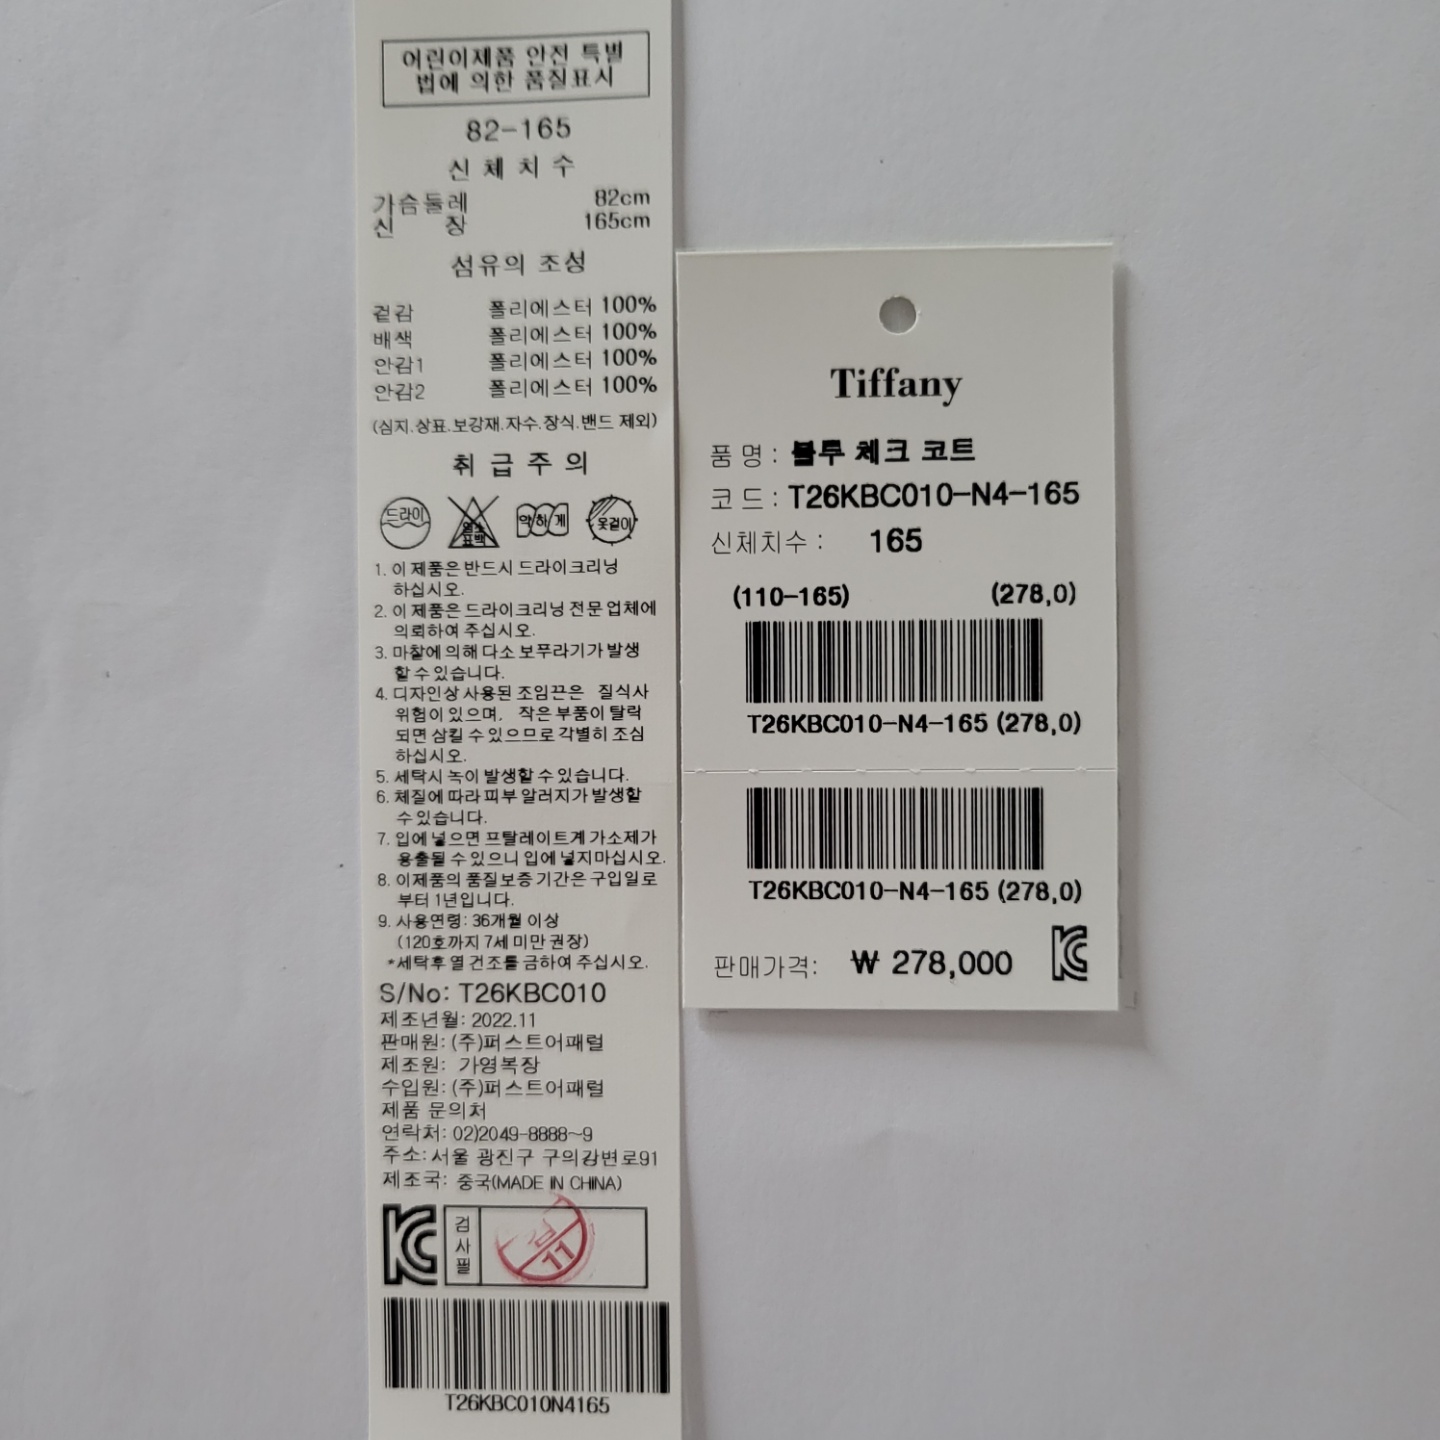 어린이제품 안전 특별
법에 의한 품질표시
82-165
신 체 치 수
가슴둘레 82cm
신 장 165cm
섬유의 조성
겉감 폴리에스터 100%
배색 폴리에스터 100%
안감1 폴리에스터 100%
안감2 폴리에스터 100%
(심지.상표.보강재.자수.장식.밴드 제외)
취 급 주 의
드라이
염소
표백
약하게
옷걸이
1. 이 제품은 반드시 드라이크리닝
하십시오.
2. 이 제품은 드라이크리닝 전문 업체에
의뢰하여 주십시오.
3. 마찰에 의해 다소 보푸라기가 발생
할 수 있습니다.
4. 디자인상 사용된 조임끈은 질식사
위험이 있으며, 작은 부품이 탈락
되면 삼킬 수 있으므로 각별히 조심
하십시오.
5. 세탁시 녹이 발생할 수 있습니다.
6. 체질에 따라 피부 알러지가 발생할
수 있습니다.
7. 입에 넣으면 프탈레이트계 가소제가
용출될 수 있으니 입에 넣지마십시오.
8. 이제품의 품질 보증 기간은 구입일로
부터 1년입니다.
9. 사용연령: 36개월 이상
(120호까지 7세 미만 권장)
*세탁후 열 건조를 금하여 주십시오.
S/No: T26KBC010
제조년월: 2022.11
판매원: (주)퍼스트어패럴
제조원: 가영복장
수입원: (주)퍼스트어패럴
제품 문의처
연락처: 02)2049-8888~9
주소: 서울 광진구 구의강변로91
제조국: 중국(MADE IN CHINA)
KC
검사필
11
T26KBC010N4165
Tiffany
품 명 : 블루 체크 코트
코 드 : T26KBC010-N4-165
신체치수 : 165
(110-165) (278,0)
T26KBC010-N4-165 (278,0)
T26KBC010-N4-165 (278,0)
판매가격: ₩ 278,000 KC